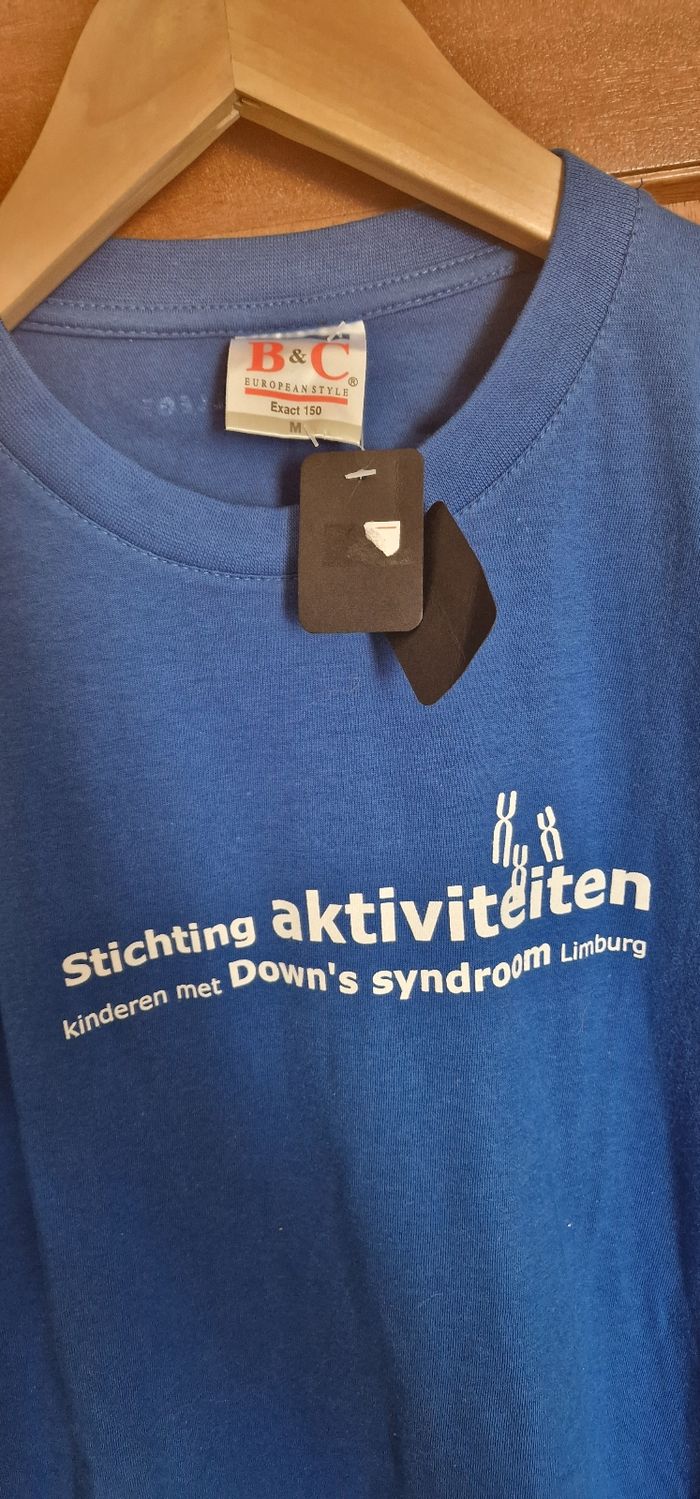 B & C
EUROPEAN STYLE ®
Exact 150
M
Stichting aktiviteiten
kinderen met Down's syndroom Limburg